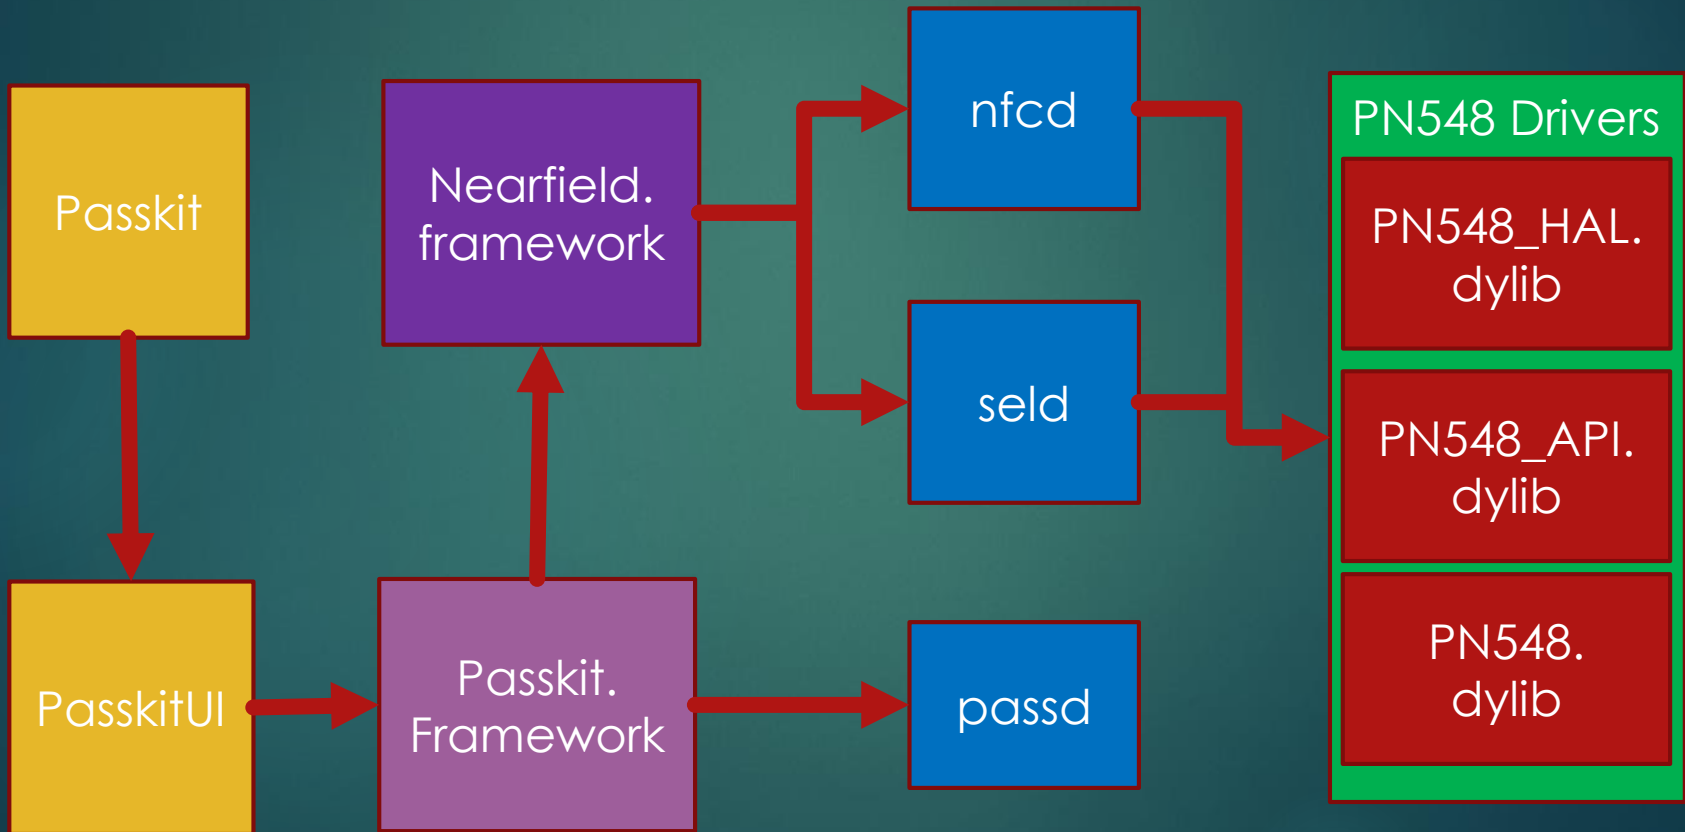 Passkit
PasskitUI
Nearfield.
framework
Passkit.
Framework
nfcd
seld
passd
PN548 Drivers
PN548_HAL.
dylib
PN548_API.
dylib
PN548.
dylib